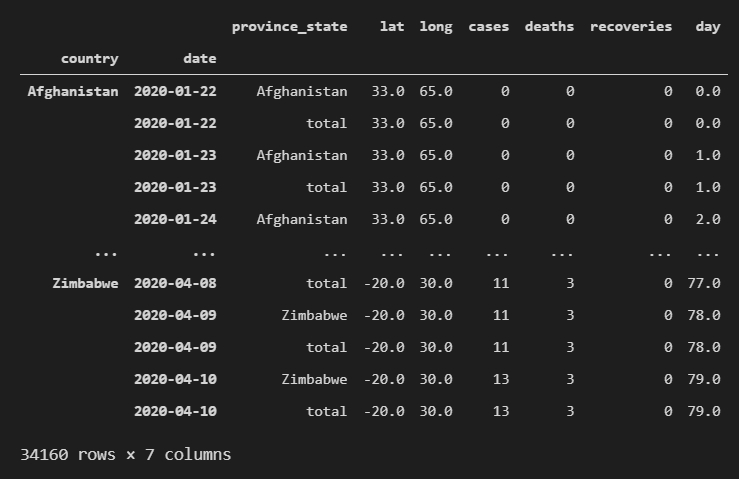 province_state lat long cases deaths recoveries day
country date
Afghanistan 2020-01-22 Afghanistan 33.0 65.0 0 0 0 0.0
2020-01-22 total 33.0 65.0 0 0 0 0.0
2020-01-23 Afghanistan 33.0 65.0 0 0 0 1.0
2020-01-23 total 33.0 65.0 0 0 0 1.0
2020-01-24 Afghanistan 33.0 65.0 0 0 0 2.0
... ... ... ... ... ... ... ... ...
Zimbabwe 2020-04-08 total -20.0 30.0 11 3 0 77.0
2020-04-09 Zimbabwe -20.0 30.0 11 3 0 78.0
2020-04-09 total -20.0 30.0 11 3 0 78.0
2020-04-10 Zimbabwe -20.0 30.0 13 3 0 79.0
2020-04-10 total -20.0 30.0 13 3 0 79.0
34160 rows × 7 columns